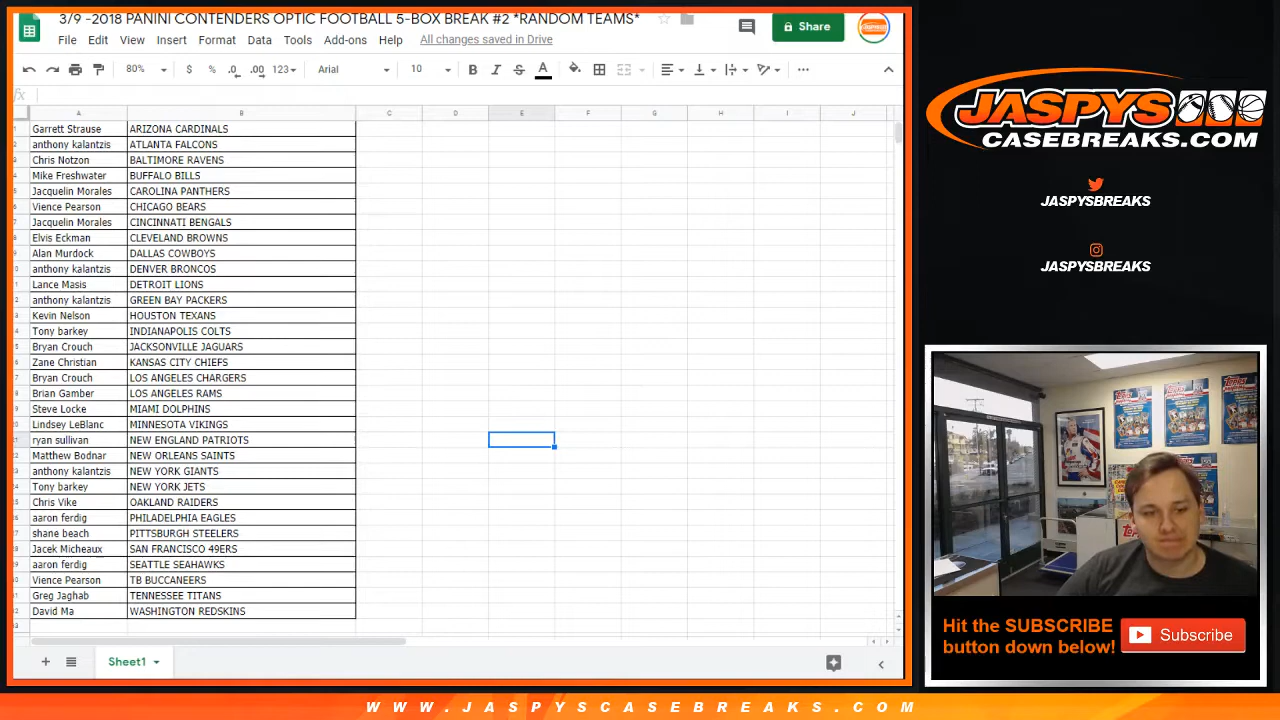 3/9 -2018 PANINI CONTENDERS OPTIC FOOTBALL 5-BOX BREAK #2 *RANDOM TEAMS*
File Edit View Insert Format Data Tools Add-ons Help All changes saved in Drive
Share
80% $ % .0 .00 123 Arial 10 B I S A
fx
A B C D E F G H I J
Garrett Strause ARIZONA CARDINALS
anthony kalantzis ATLANTA FALCONS
Chris Notzon BALTIMORE RAVENS
Mike Freshwater BUFFALO BILLS
Jacquelin Morales CAROLINA PANTHERS
Vience Pearson CHICAGO BEARS
Jacquelin Morales CINCINNATI BENGALS
Elvis Eckman CLEVELAND BROWNS
Alan Murdock DALLAS COWBOYS
anthony kalantzis DENVER BRONCOS
Lance Masis DETROIT LIONS
anthony kalantzis GREEN BAY PACKERS
Kevin Nelson HOUSTON TEXANS
Tony barkey INDIANAPOLIS COLTS
Bryan Crouch JACKSONVILLE JAGUARS
Zane Christian KANSAS CITY CHIEFS
Bryan Crouch LOS ANGELES CHARGERS
Brian Gamber LOS ANGELES RAMS
Steve Locke MIAMI DOLPHINS
Lindsey LeBlanc MINNESOTA VIKINGS
ryan sullivan NEW ENGLAND PATRIOTS
Matthew Bodnar NEW ORLEANS SAINTS
anthony kalantzis NEW YORK GIANTS
Tony barkey NEW YORK JETS
Chris Vike OAKLAND RAIDERS
aaron ferdig PHILADELPHIA EAGLES
shane beach PITTSBURGH STEELERS
Jacek Micheaux SAN FRANCISCO 49ERS
aaron ferdig SEATTLE SEAHAWKS
Vience Pearson TB BUCCANEERS
Greg Jaghab TENNESSEE TITANS
David Ma WASHINGTON REDSKINS
Sheet1
JASPYS
CASEBREAKS.COM
JASPYSBREAKS
JASPYSBREAKS
Hit the SUBSCRIBE
button down below!
Subscribe
WWW.JASPYSCASEBREAKS.COM